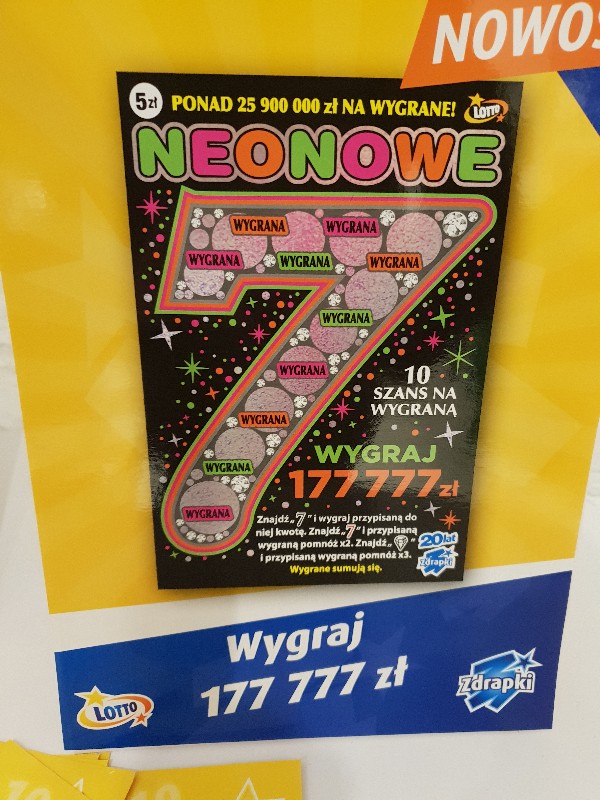 NOWOŚ
5 zł
PONAD 25 900 000 zł NA WYGRANE!
LOTTO
NEONOWE
7
WYGRANA
WYGRANA
WYGRANA
WYGRANA
WYGRANA
WYGRANA
WYGRANA
WYGRANA
WYGRANA
WYGRANA
10
SZANS NA
WYGRANĄ
WYGRAJ
177 777 zł
Znajdź „7" i wygraj przypisaną do
niej kwotę. Znajdź „7" i przypisaną
wygraną pomnóż x2. Znajdź „ "
i przypisaną wygraną pomnóż x3.
Wygrane sumują się.
20 lat
Zdrapki
Wygraj
177 777 zł
LOTTO
Zdrapki